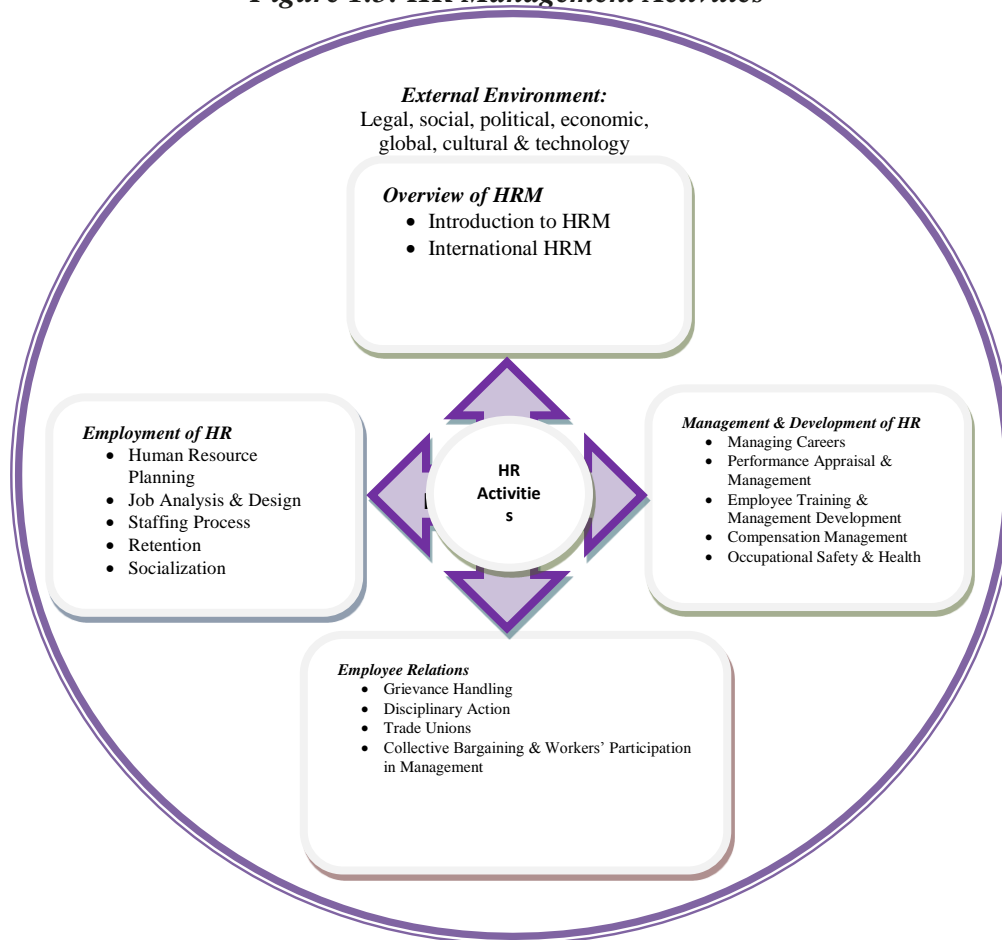 External Environment:
Legal, social, political, economic,
global, cultural & technology
Overview of HRM
• Introduction to HRM
• International HRM
Employment of HR
• Human Resource
Planning
• Job Analysis & Design
• Staffing Process
• Retention
• Socialization
HR
Activitie
s
Management & Development of HR
• Managing Careers
• Performance Appraisal &
Management
• Employee Training &
Management Development
• Compensation Management
• Occupational Safety & Health
Employee Relations
• Grievance Handling
• Disciplinary Action
• Trade Unions
• Collective Bargaining & Workers’ Participation
in Management